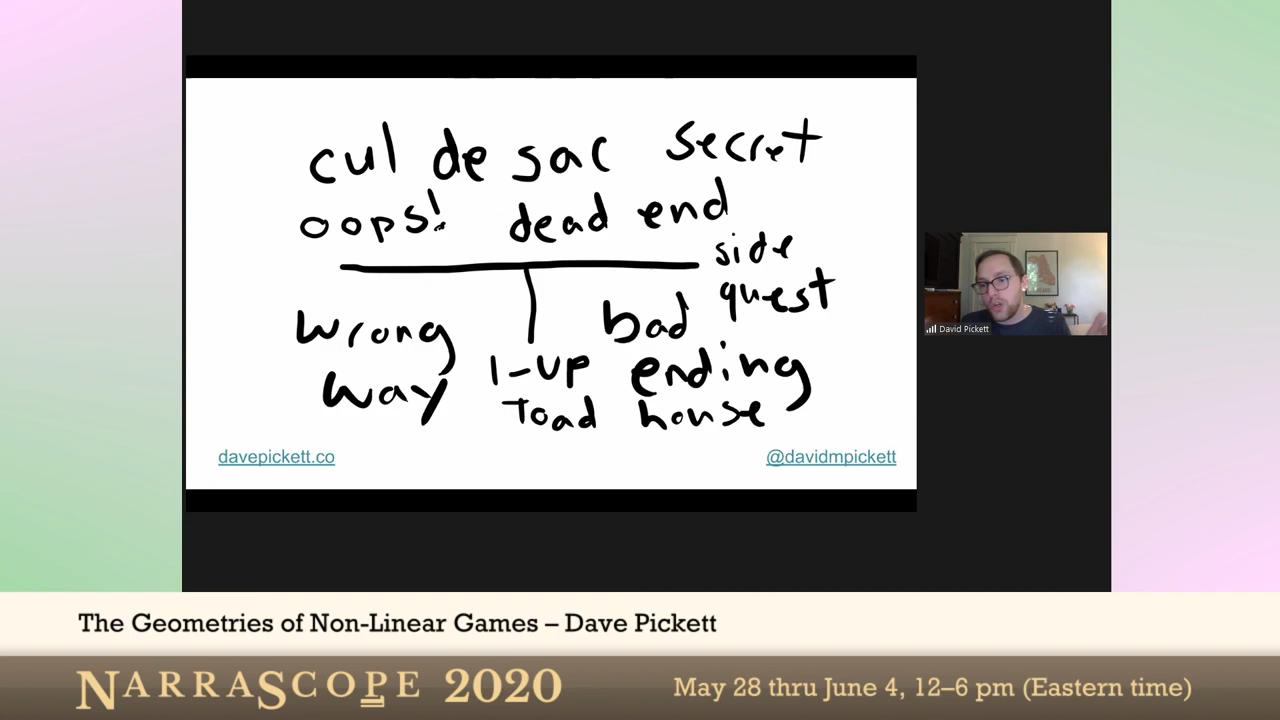 cul de sac secret
oops! dead end
side
quest
wrong
way
bad
ending
1-up
Toad house
davepickett.co
@davidmpickett
David Pickett
The Geometries of Non-Linear Games – Dave Pickett
NARRASCOPE 2020
May 28 thru June 4, 12–6 pm (Eastern time)